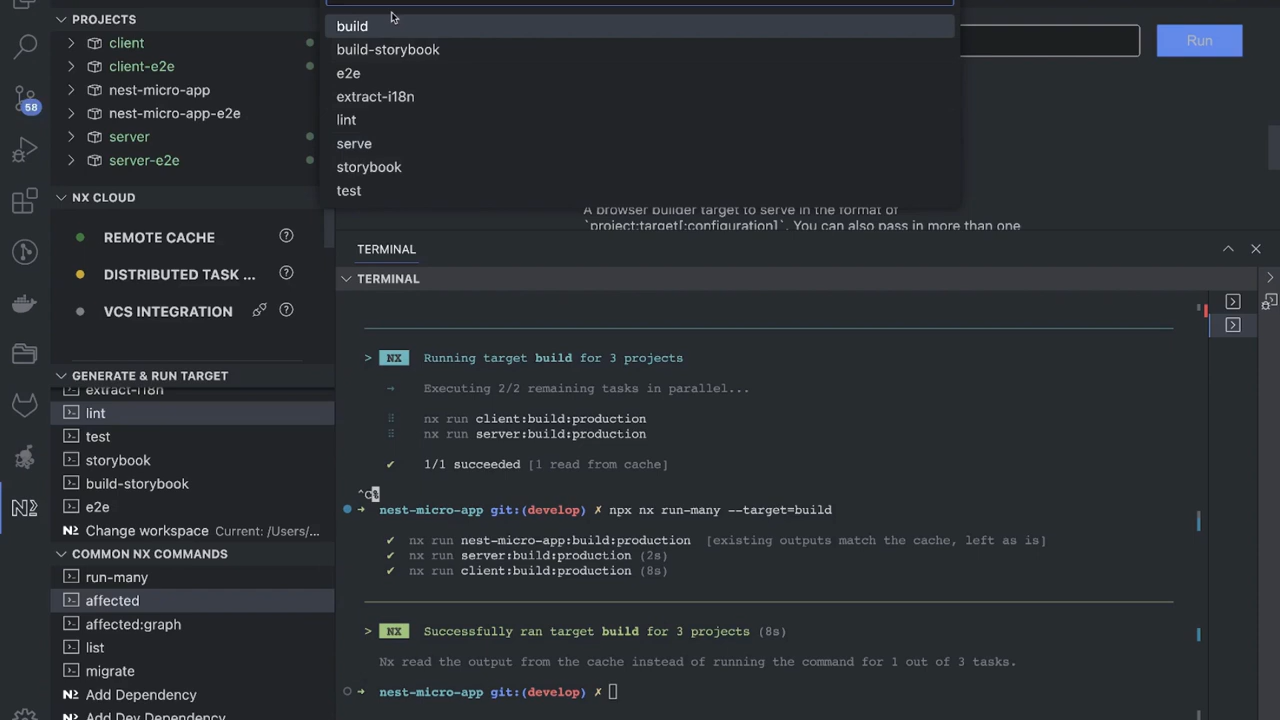 PROJECTS
client
client-e2e
nest-micro-app
nest-micro-app-e2e
server
server-e2e
58
NX CLOUD
REMOTE CACHE
DISTRIBUTED TASK ...
VCS INTEGRATION
GENERATE & RUN TARGET
extract-i18n
lint
test
storybook
build-storybook
e2e
Change workspace Current: /Users/...
COMMON NX COMMANDS
run-many
affected
affected:graph
list
migrate
Add Dependency
Add Dev Dependency
build
build-storybook
e2e
extract-i18n
lint
serve
storybook
test
Run
A browser builder target to serve in the format of
`project:target[:configuration]`. You can also pass in more than one
TERMINAL
TERMINAL
> NX Running target build for 3 projects
→ Executing 2/2 remaining tasks in parallel...
nx run client:build:production
nx run server:build:production
✔ 1/1 succeeded [1 read from cache]
^C%
→ nest-micro-app git:(develop) ✗ npx nx run-many --target=build
✔ nx run nest-micro-app:build:production [existing outputs match the cache, left as is]
✔ nx run server:build:production (2s)
✔ nx run client:build:production (8s)
> NX Successfully ran target build for 3 projects (8s)
Nx read the output from the cache instead of running the command for 1 out of 3 tasks.
→ nest-micro-app git:(develop) ✗